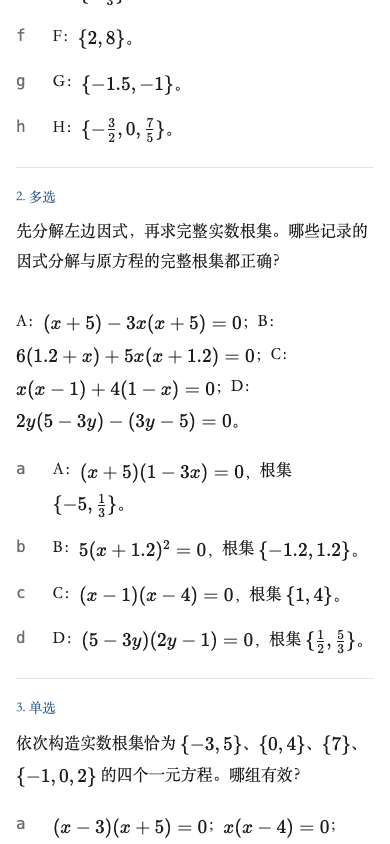 f F: {2, 8}。
g G: {−1.5, −1}。
h H: {−3/2, 0, 7/5}。
2. 多选
先分解左边因式，再求完整实数根集。哪些记录的
因式分解与原方程的完整根集都正确？
A: (x + 5) − 3x(x + 5) = 0; B:
6(1.2 + x) + 5x(x + 1.2) = 0; C:
x(x − 1) + 4(1 − x) = 0; D:
2y(5 − 3y) − (3y − 5) = 0。
a A: (x + 5)(1 − 3x) = 0, 根集
{−5, 1/3}。
b B: 5(x + 1.2)² = 0, 根集 {−1.2, 1.2}。
c C: (x − 1)(x − 4) = 0, 根集 {1, 4}。
d D: (5 − 3y)(2y − 1) = 0, 根集 {1/2, 5/3}。
3. 单选
依次构造实数根集恰为 {−3, 5}、{0, 4}、{7}、
{−1, 0, 2} 的四个一元方程。哪组有效？
a (x − 3)(x + 5) = 0; x(x − 4) = 0;